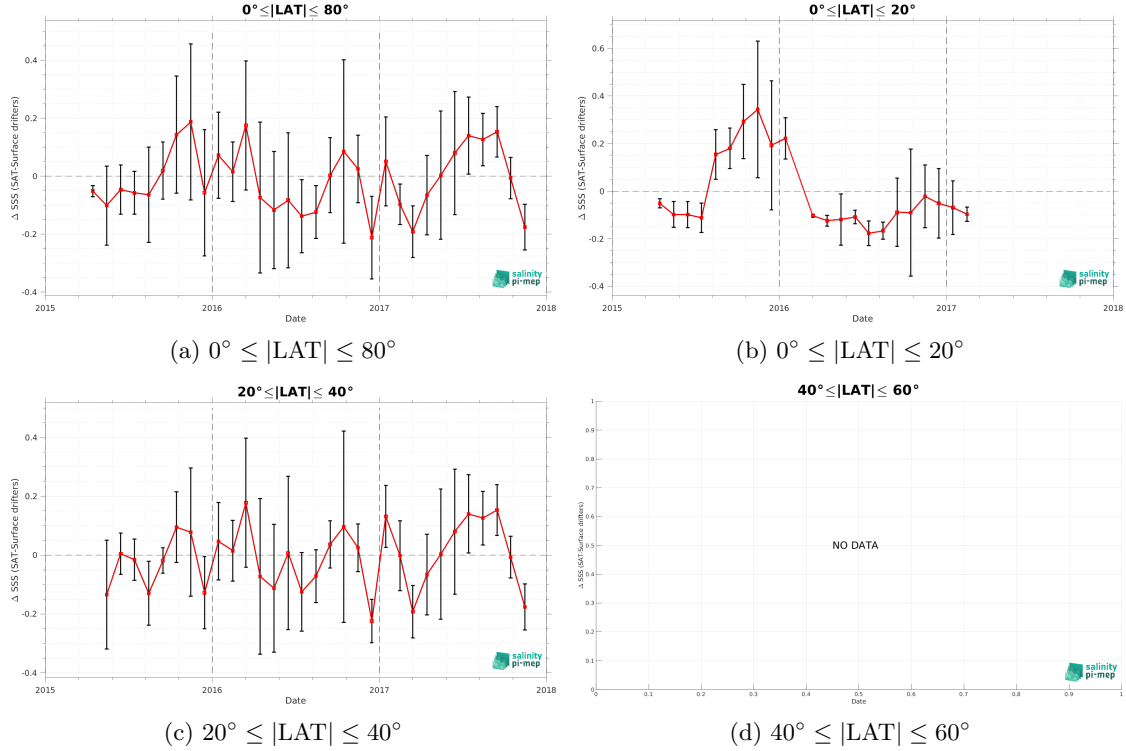 0°≤|LAT|≤ 80°
Δ SSS (SAT-Surface drifters)
0.4
0.2
0
-0.2
-0.4
2015
2016
2017
2018
Date
salinity
pi-mep
(a) 0° ≤ |LAT| ≤ 80°
0°≤|LAT|≤ 20°
Δ SSS (SAT-Surface drifters)
0.6
0.4
0.2
0
-0.2
-0.4
2015
2016
2017
2018
Date
salinity
pi-mep
(b) 0° ≤ |LAT| ≤ 20°
20°≤|LAT|≤ 40°
Δ SSS (SAT-Surface drifters)
0.4
0.2
0
-0.2
-0.4
2015
2016
2017
2018
Date
salinity
pi-mep
(c) 20° ≤ |LAT| ≤ 40°
40°≤|LAT|≤ 60°
Δ SSS (SAT-Surface drifters)
1
0.9
0.8
0.7
0.6
0.5
0.4
0.3
0.2
0.1
0
NO DATA
0
0.1
0.2
0.3
0.4
0.5
0.6
0.7
0.8
0.9
1
Date
salinity
pi-mep
(d) 40° ≤ |LAT| ≤ 60°